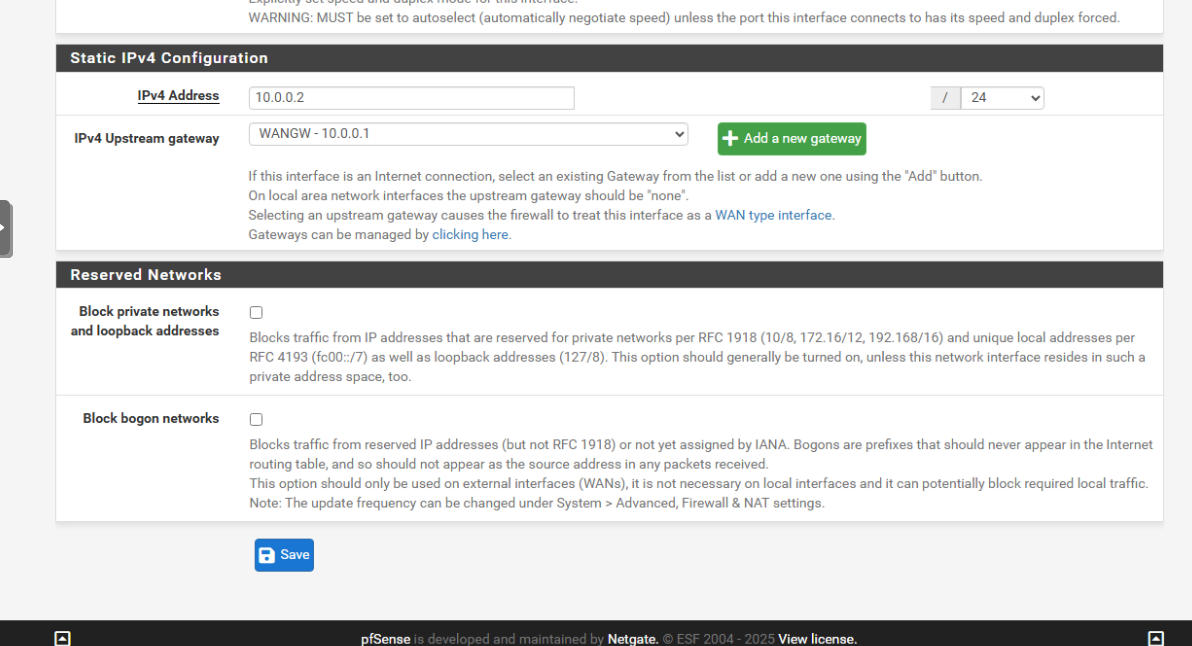 Explicitly set speed and duplex mode for this interface.
WARNING: MUST be set to autoselect (automatically negotiate speed) unless the port this interface connects to has its speed and duplex forced.
Static IPv4 Configuration
IPv4 Address
10.0.0.2
/
24
IPv4 Upstream gateway
WANGW - 10.0.0.1
Add a new gateway
If this interface is an Internet connection, select an existing Gateway from the list or add a new one using the "Add" button.
On local area network interfaces the upstream gateway should be "none".
Selecting an upstream gateway causes the firewall to treat this interface as a WAN type interface.
Gateways can be managed by clicking here.
Reserved Networks
Block private networks
and loopback addresses
Blocks traffic from IP addresses that are reserved for private networks per RFC 1918 (10/8, 172.16/12, 192.168/16) and unique local addresses per
RFC 4193 (fc00::/7) as well as loopback addresses (127/8). This option should generally be turned on, unless this network interface resides in such a
private address space, too.
Block bogon networks
Blocks traffic from reserved IP addresses (but not RFC 1918) or not yet assigned by IANA. Bogons are prefixes that should never appear in the Internet
routing table, and so should not appear as the source address in any packets received.
This option should only be used on external interfaces (WANs), it is not necessary on local interfaces and it can potentially block required local traffic.
Note: The update frequency can be changed under System > Advanced, Firewall & NAT settings.
Save
pfSense is developed and maintained by Netgate. © ESF 2004 - 2025 View license.